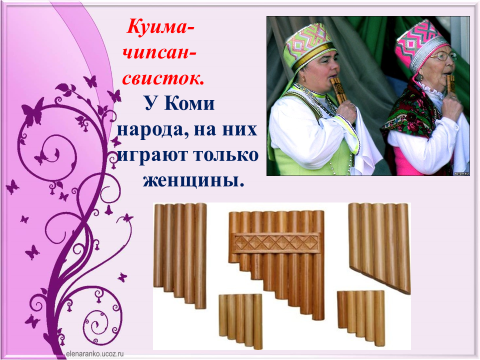 Куима-
чипсан-
свисток.
У Коми
народа, на них
играют только
женщины.
elenaranko.ucoz.ru